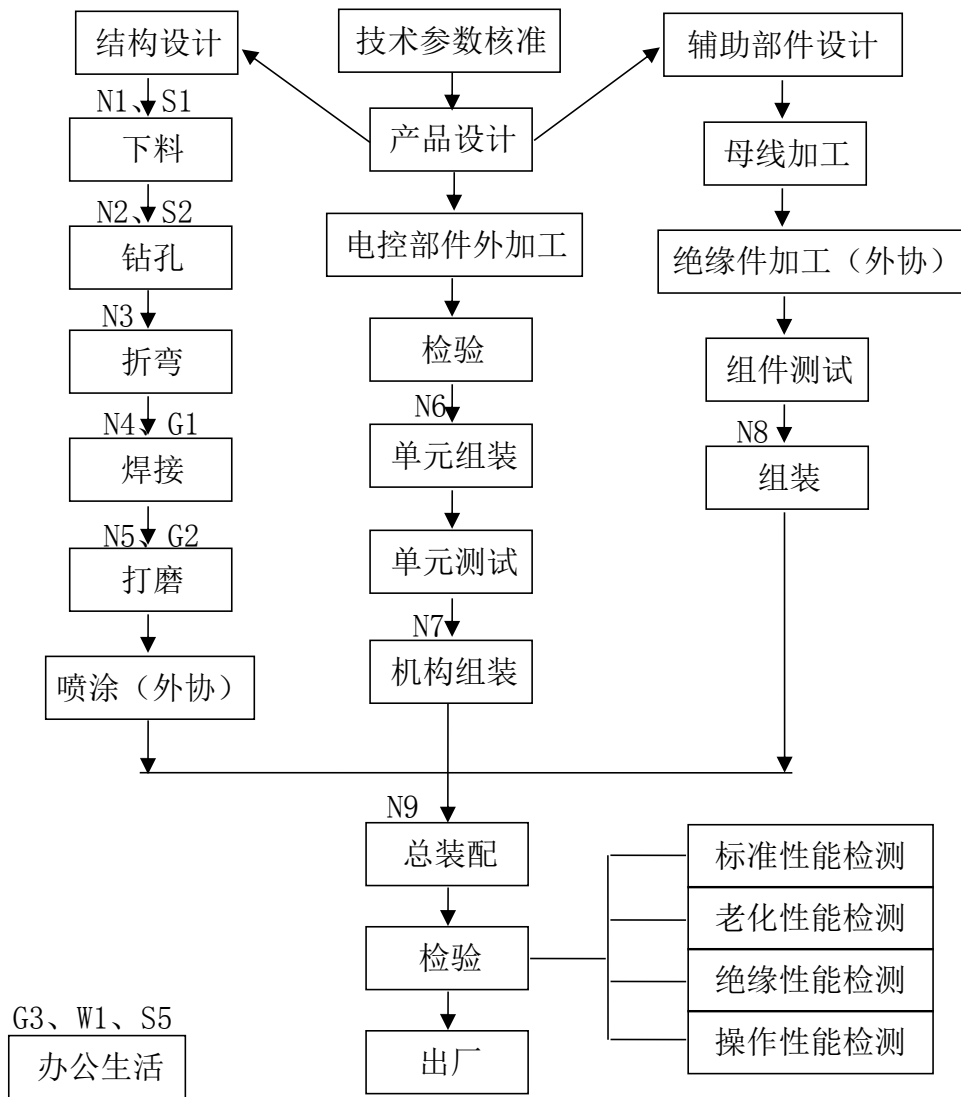 结构设计
技术参数核准
辅助部件设计
N1、S1
下料
产品设计
母线加工
N2、S2
钻孔
电控部件外加工
绝缘件加工（外协）
N3
折弯
检验
组件测试
N4、G1
焊接
N6
单元组装
N8
组装
N5、G2
打磨
单元测试
N7
喷涂（外协）
机构组装
N9
总装配
标准性能检测
老化性能检测
检验
绝缘性能检测
G3、W1、S5
办公生活
出厂
操作性能检测